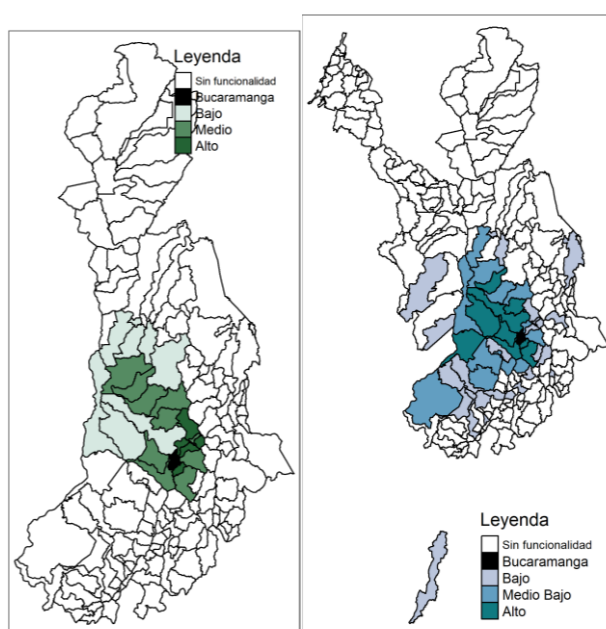 Leyenda
Sin funcionalidad
Bucaramanga
Bajo
Medio
Alto
Leyenda
Sin funcionalidad
Bucaramanga
Bajo
Medio Bajo
Alto